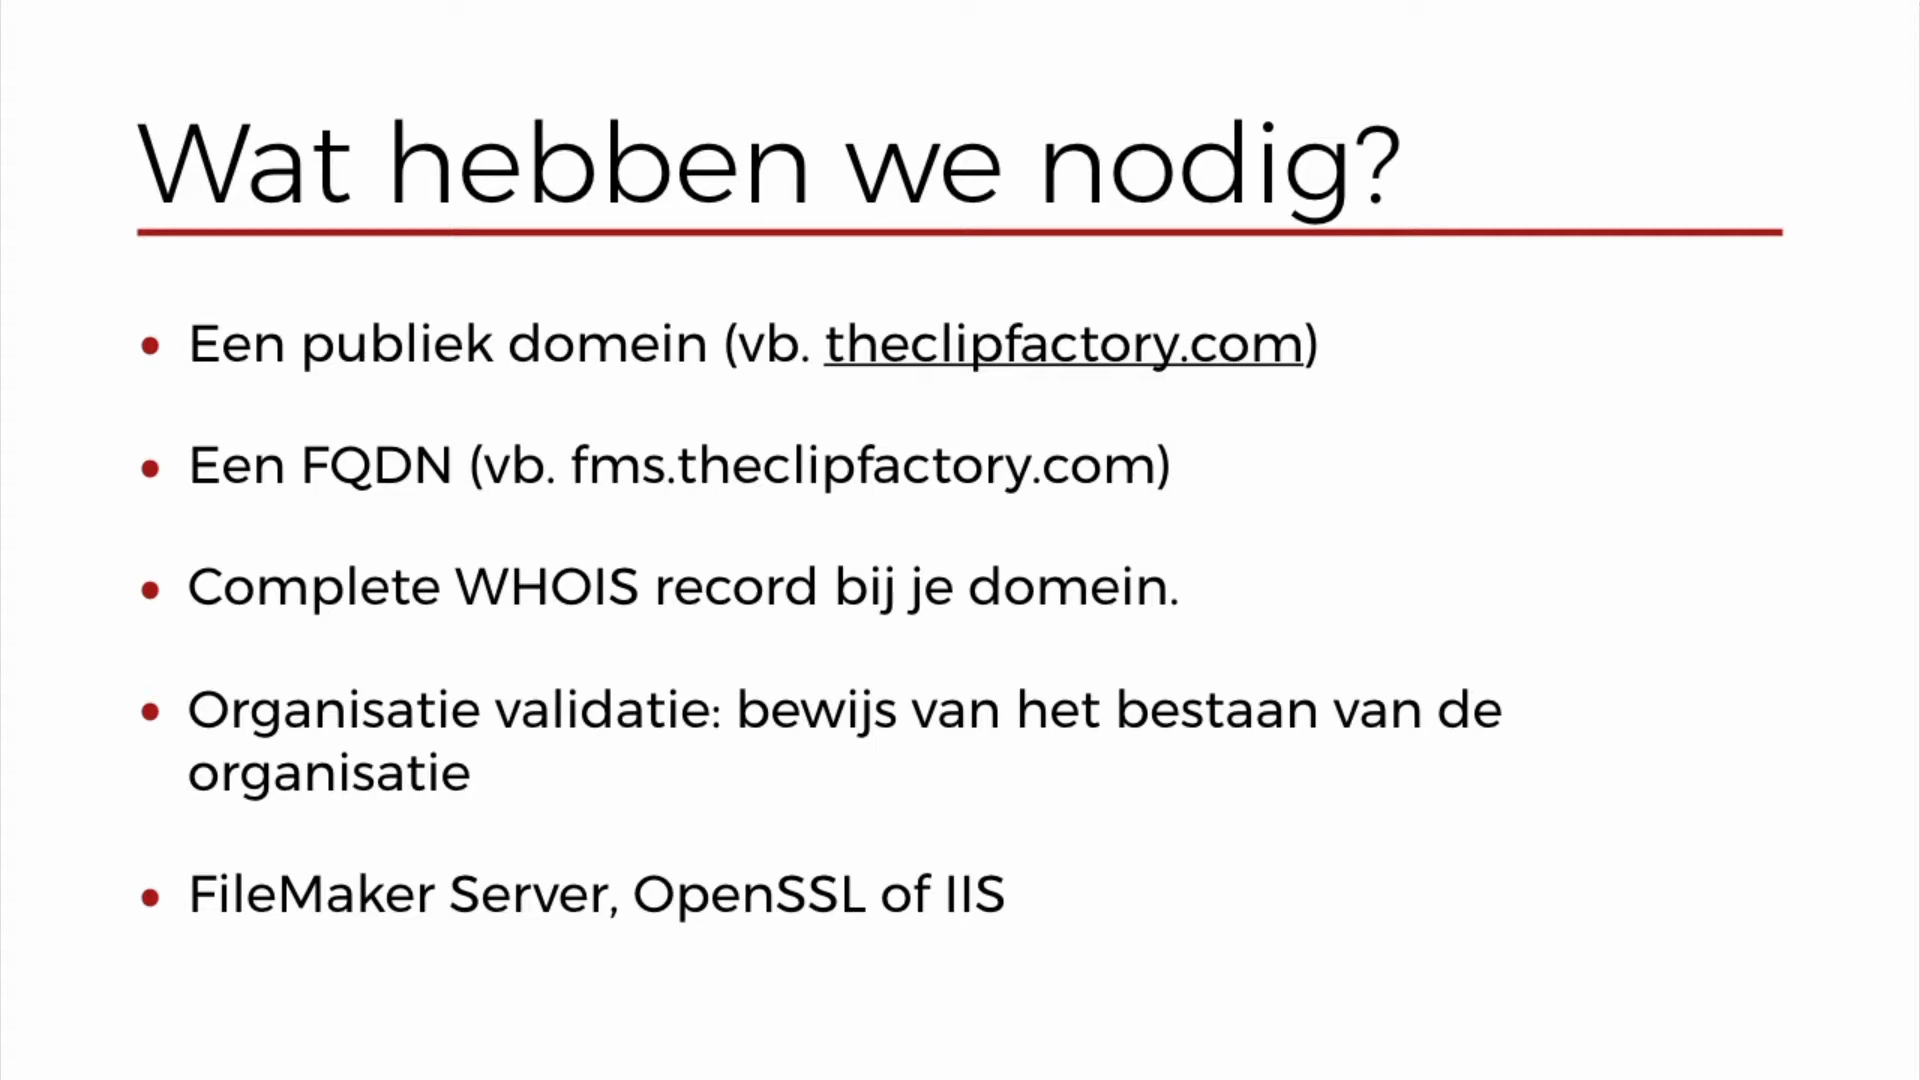 Wat hebben we nodig?
• Een publiek domein (vb. theclipfactory.com)
• Een FQDN (vb. fms.theclipfactory.com)
• Complete WHOIS record bij je domein.
• Organisatie validatie: bewijs van het bestaan van de
organisatie
• FileMaker Server, OpenSSL of IIS